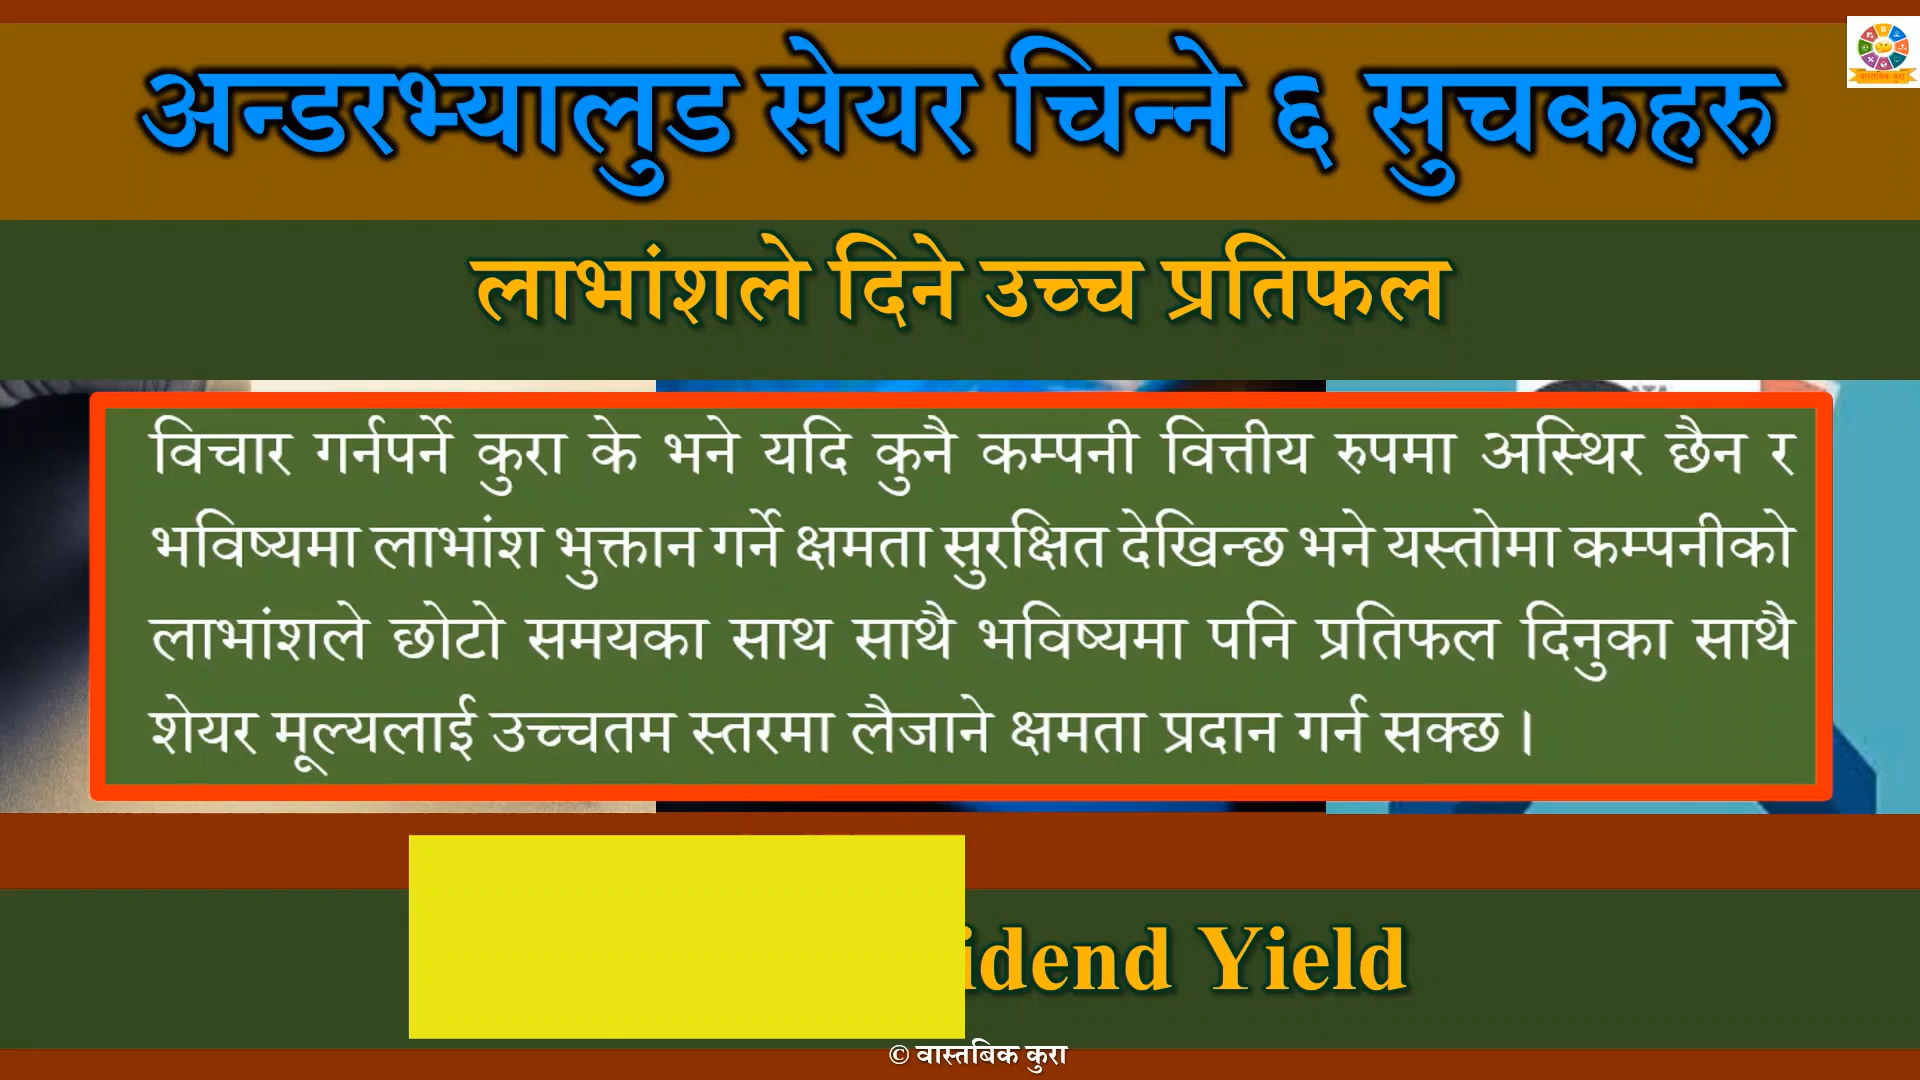 अन्डरभ्यालुड सेयर चिन्ने ६ सुचकहरु
लाभांशले दिने उच्च प्रतिफल
विचार गर्नपर्ने कुरा के भने यदि कुनै कम्पनी वित्तीय रुपमा अस्थिर छैन र
भविष्यमा लाभांश भुक्तान गर्ने क्षमता सुरक्षित देखिन्छ भने यस्तोमा कम्पनीको
लाभांशले छोटो समयका साथ साथै भविष्यमा पनि प्रतिफल दिनुका साथै
शेयर मूल्यलाई उच्चतम स्तरमा लैजाने क्षमता प्रदान गर्न सक्छ ।
Yield
© वास्तबिक कुरा